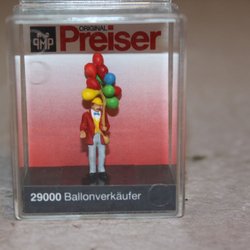 ORIGINAL
PMP Preiser
29000 Ballonverkäufer